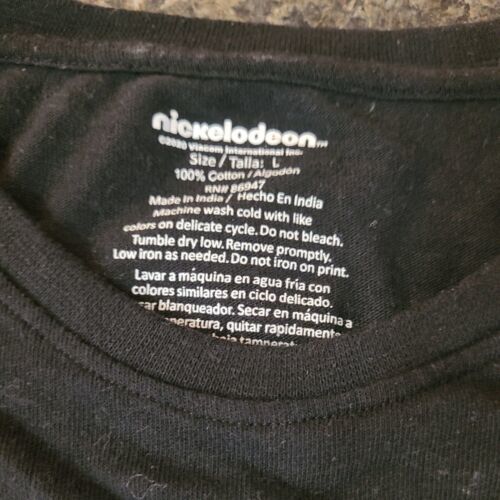 nickelodeon™
©2020 Viacom International Inc.
Size / Talla: L
100% Cotton / Algodón
RN# 86947
Made In India / Hecho En India
Machine wash cold with like
colors on delicate cycle. Do not bleach.
Tumble dry low. Remove promptly.
Low iron as needed. Do not iron on print.
Lavar a máquina en agua fría con
colores similares en ciclo delicado.
blanqueador. Secar en máquina a
quitar rapidamente